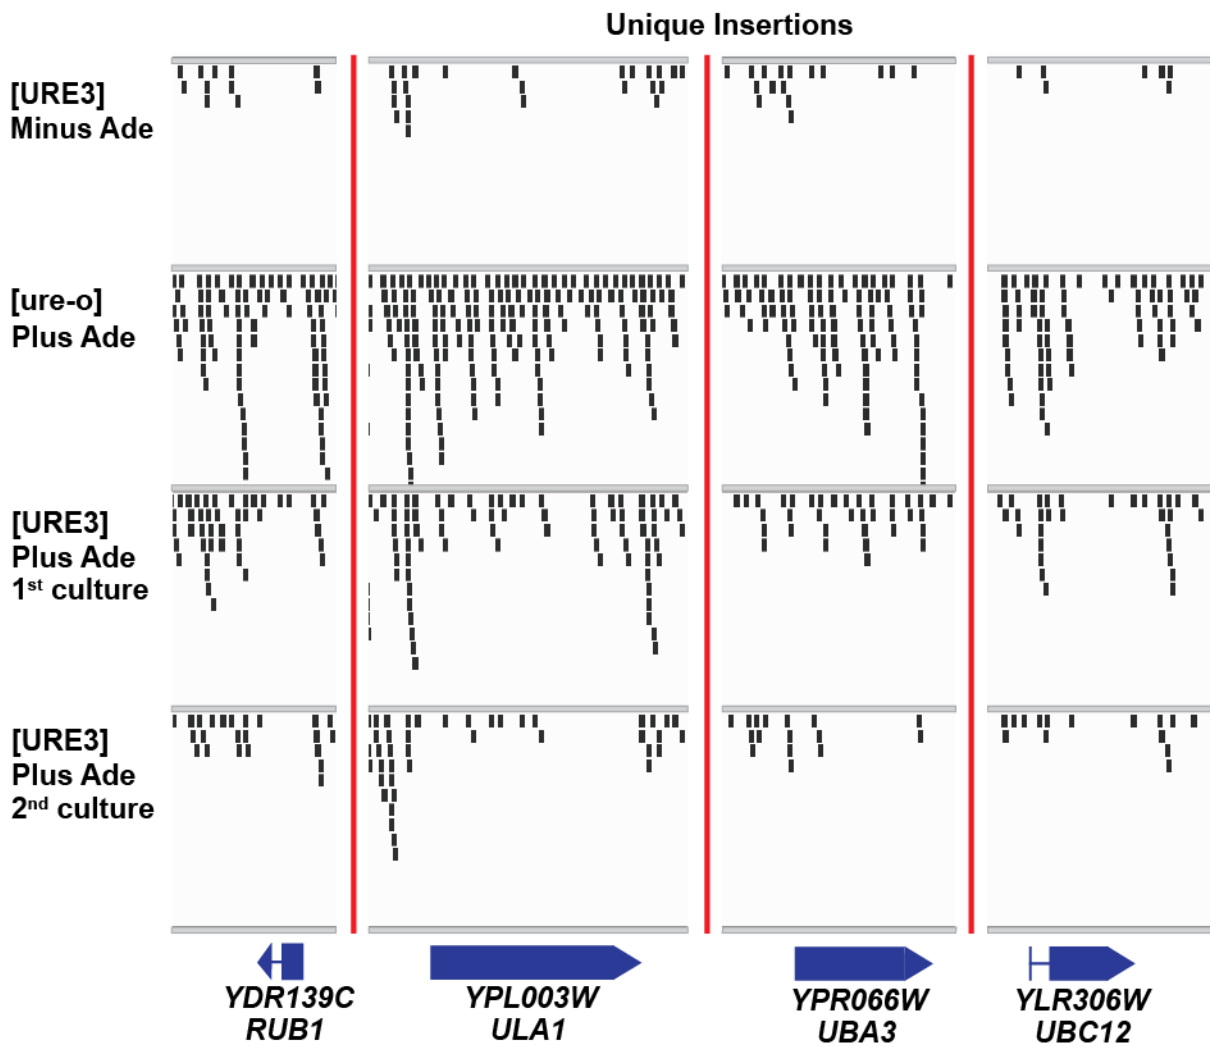 Unique Insertions
[URE3]
Minus Ade
[ure-o]
Plus Ade
[URE3]
Plus Ade
1st culture
[URE3]
Plus Ade
2nd culture
YDR139C
RUB1
YPL003W
ULA1
YPR066W
UBA3
YLR306W
UBC12